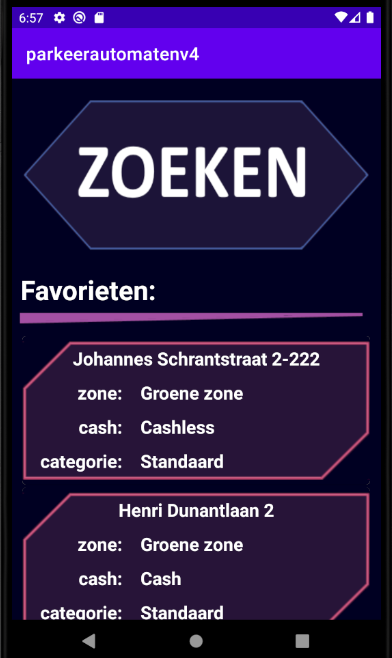 6:57
parkeerautomatenv4
ZOEKEN
Favorieten:
Johannes Schrantstraat 2-222
zone: Groene zone
cash: Cashless
categorie: Standaard
Henri Dunantlaan 2
zone: Groene zone
cash: Cash
categorie: Standaard